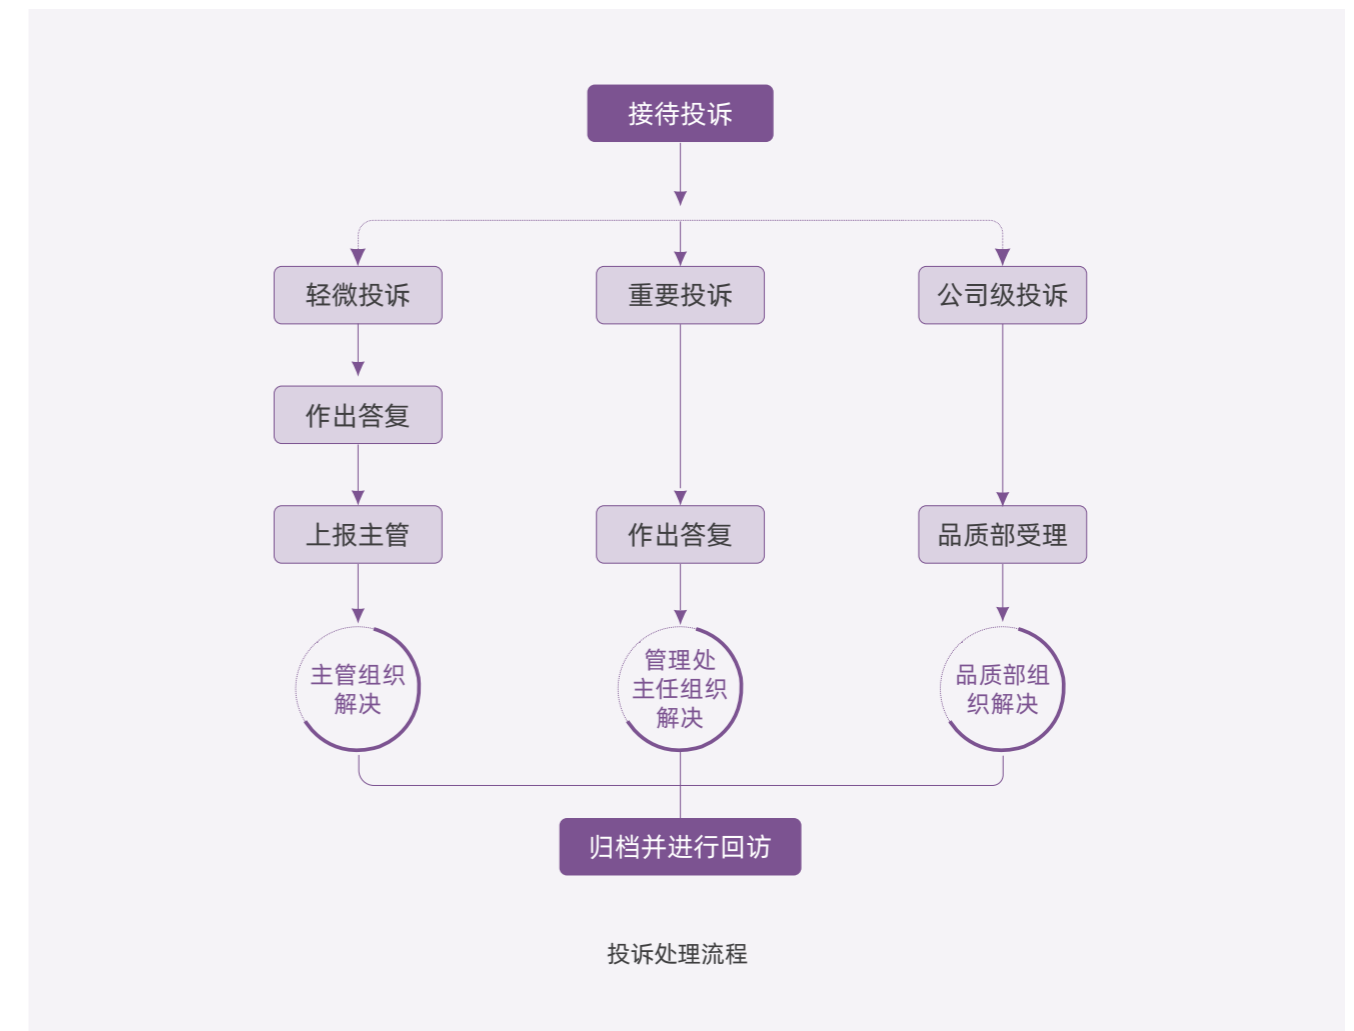 接待投诉
轻微投诉
重要投诉
公司级投诉
作出答复
上报主管
作出答复
品质部受理
主管组织
解决
管理处
主任组织
解决
品质部组
织解决
归档并进行回访
投诉处理流程